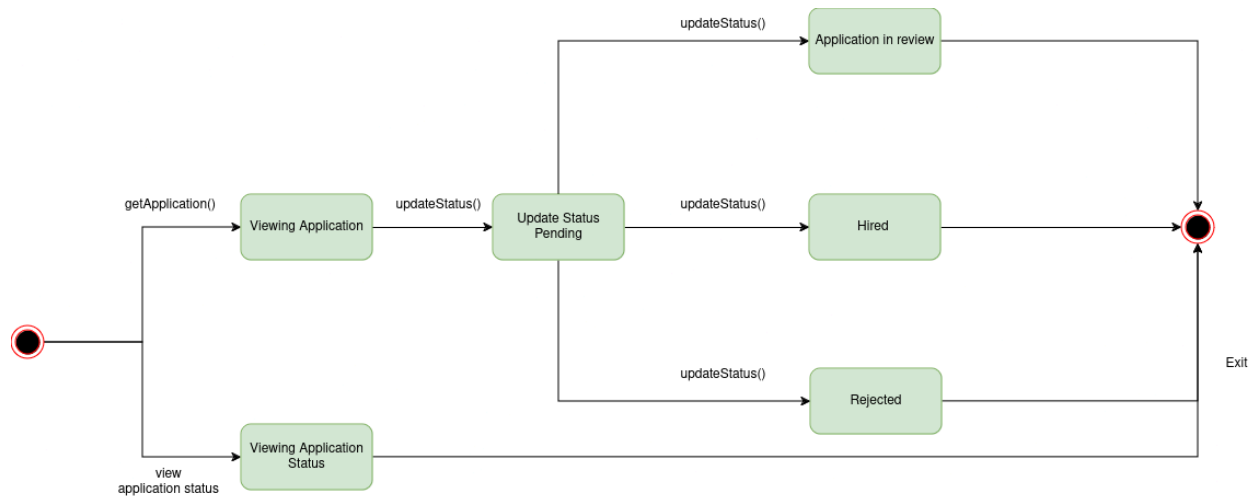 updateStatus()
Application in review
getApplication()
Viewing Application
updateStatus()
Update Status
Pending
updateStatus()
Hired
Exit
updateStatus()
Rejected
Viewing Application
Status
view
application status